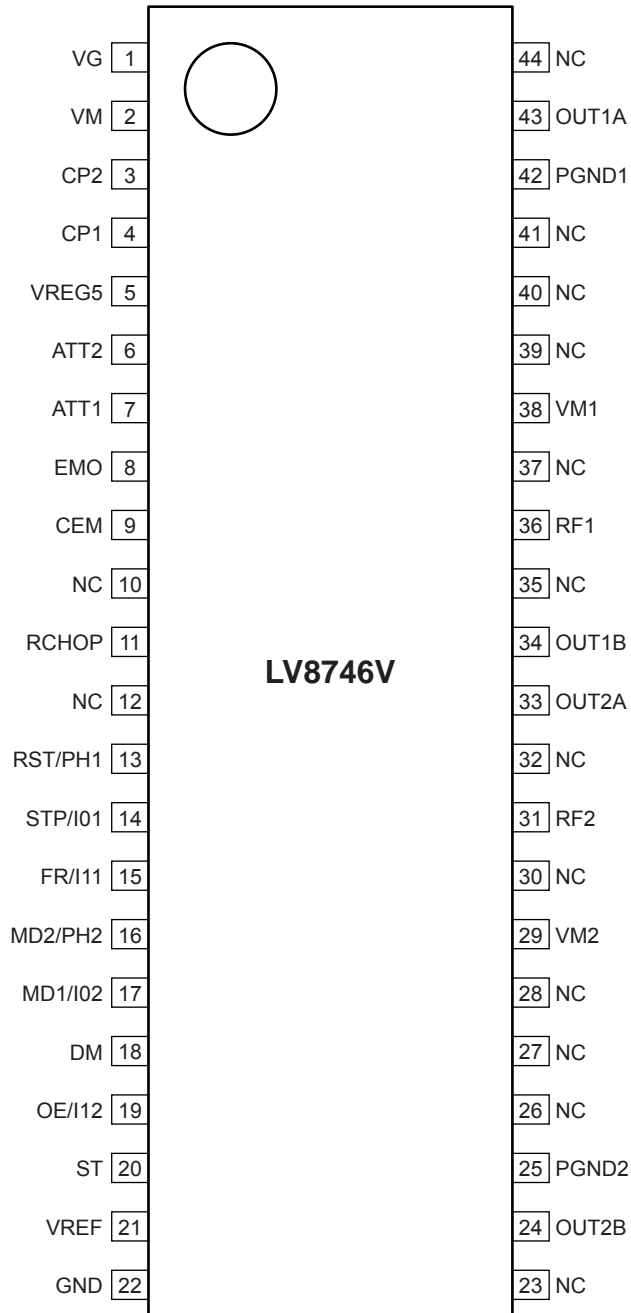 VG 1 44 NC
VM 2 43 OUT1A
CP2 3 42 PGND1
CP1 4 41 NC
VREG5 5 40 NC
ATT2 6 39 NC
ATT1 7 38 VM1
EMO 8 37 NC
CEM 9 36 RF1
NC 10 35 NC
RCHOP 11 34 OUT1B
LV8746V
NC 12 33 OUT2A
RST/PH1 13 32 NC
STP/I01 14 31 RF2
FR/I11 15 30 NC
MD2/PH2 16 29 VM2
MD1/I02 17 28 NC
DM 18 27 NC
OE/I12 19 26 NC
ST 20 25 PGND2
VREF 21 24 OUT2B
GND 22 23 NC